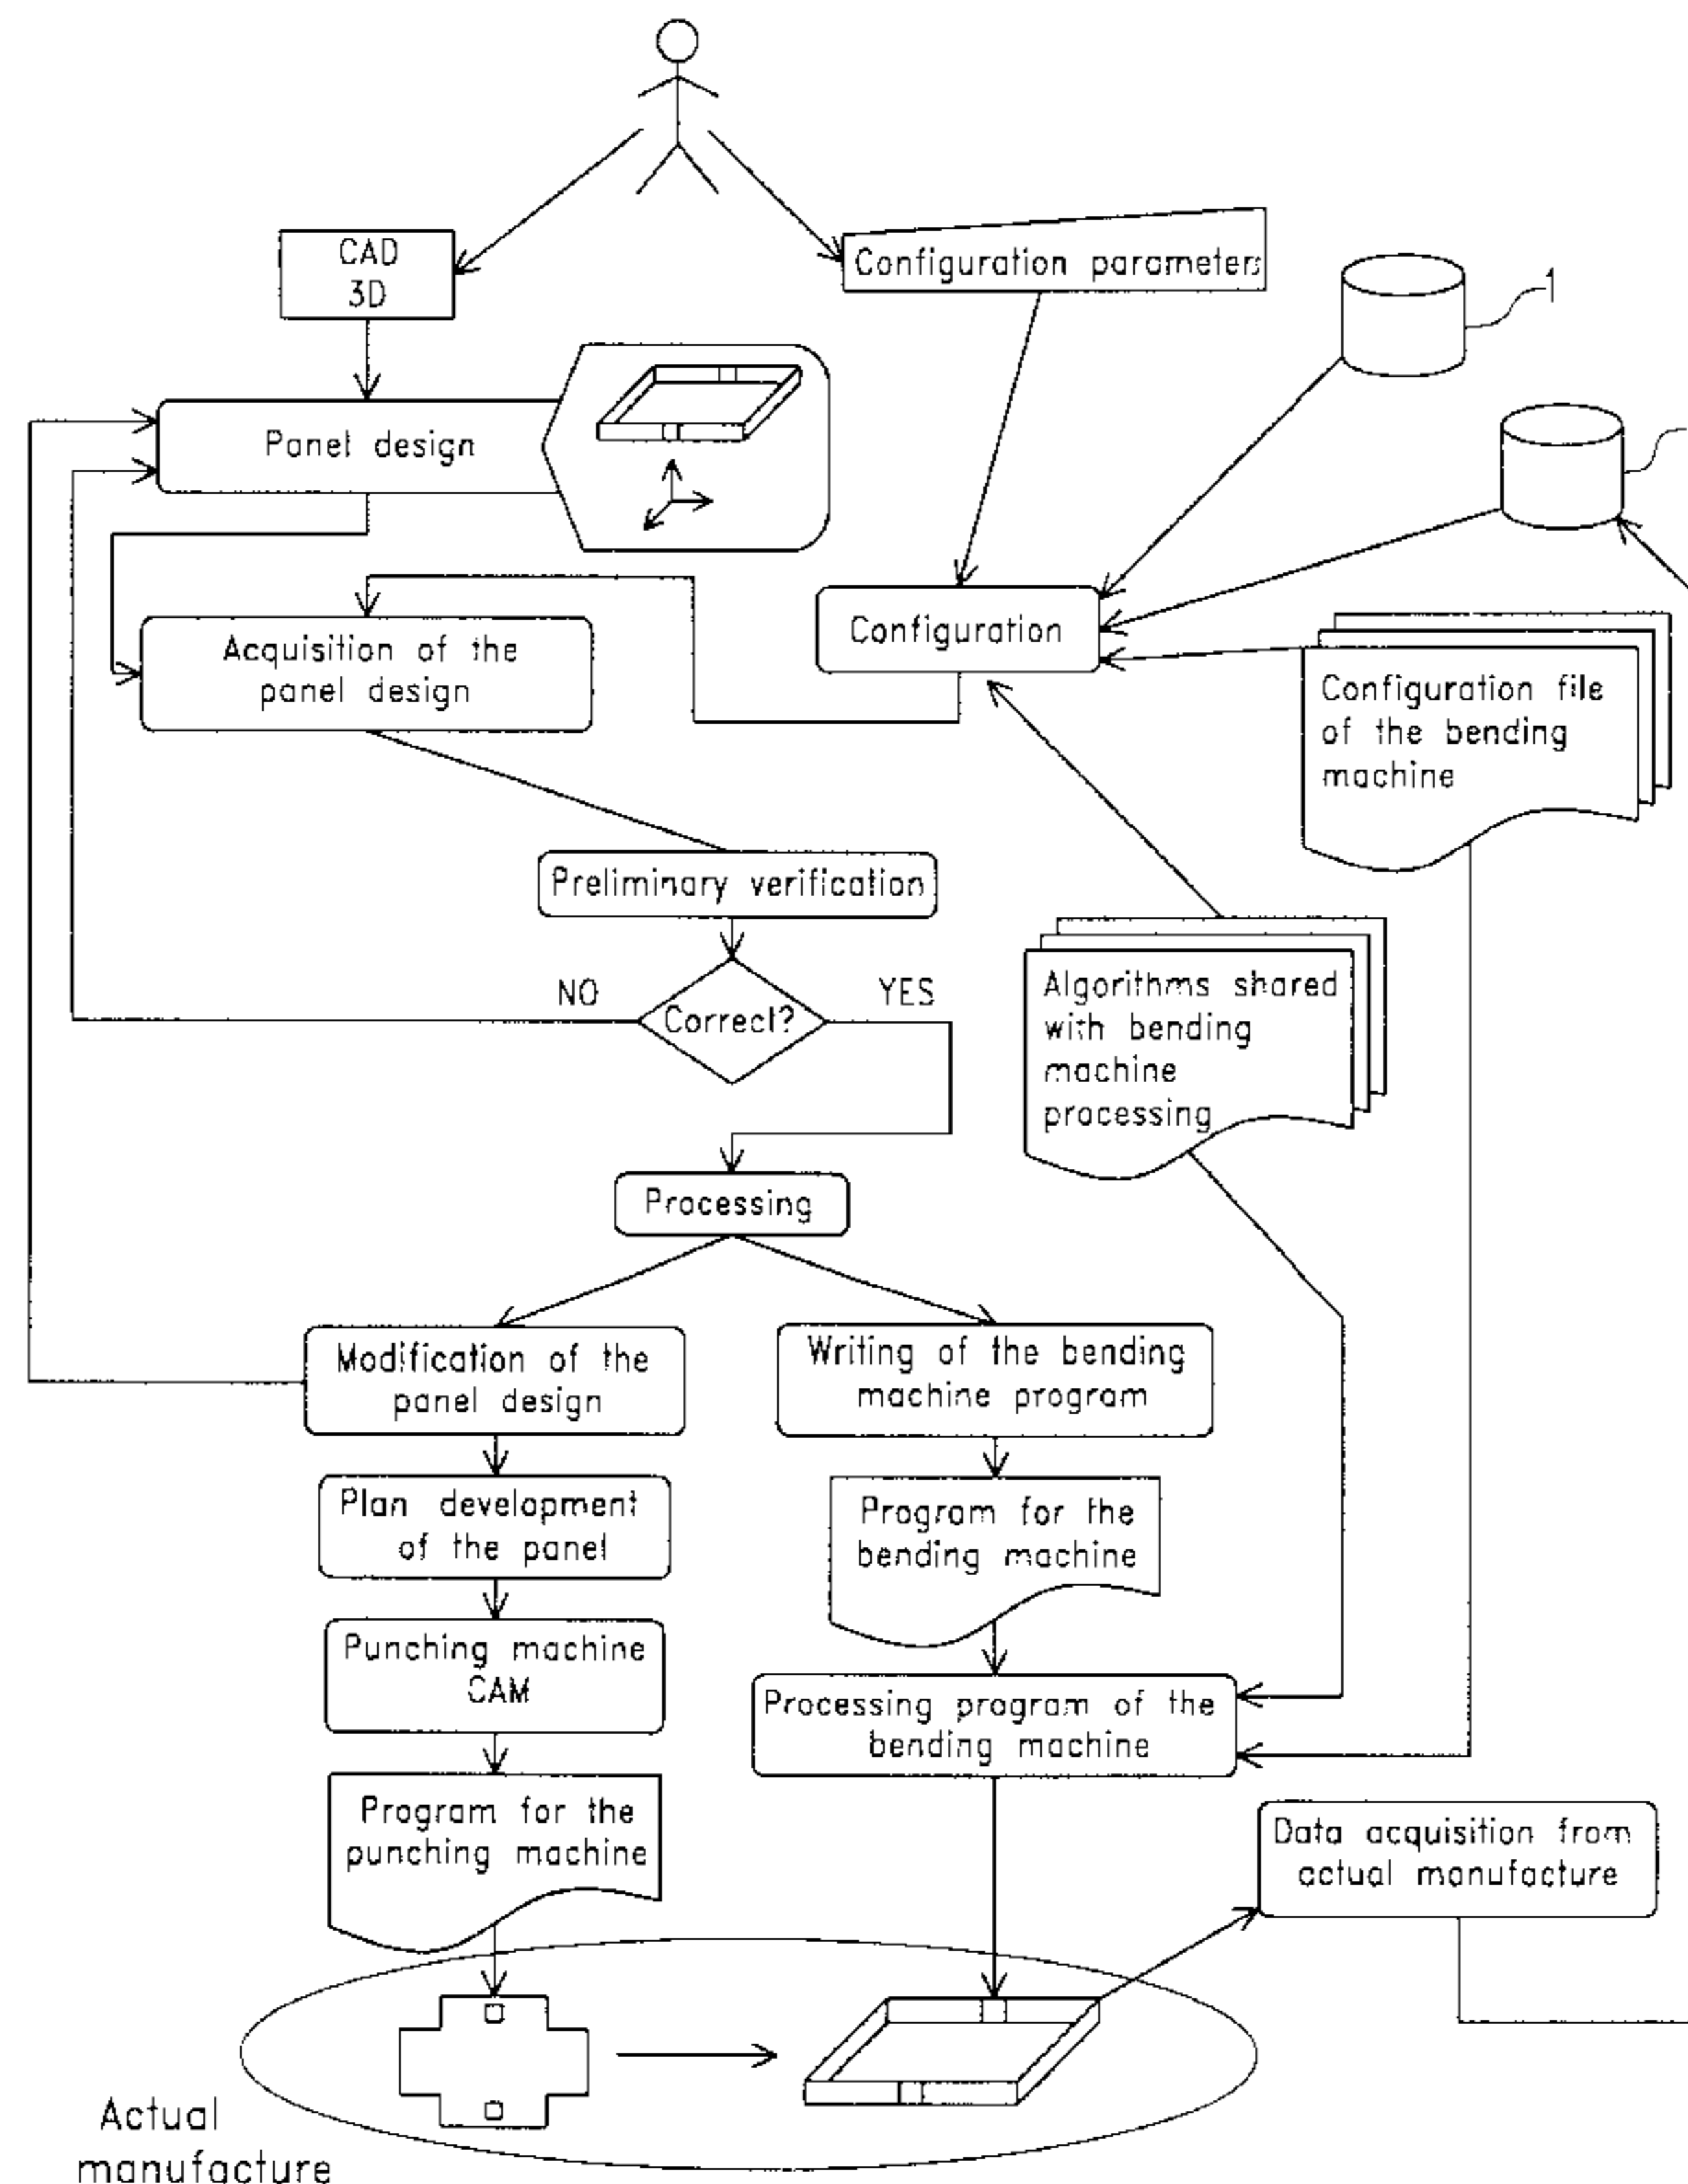 CAD
3D
Configuration parameters
1
Panel design
Configuration
Acquisition of the
panel design
Configuration file
of the bending
machine
Preliminary verification
NO
YES
Correct?
Algorithms shared
with bending
machine
processing
Processing
Modification of the
panel design
Writing of the bending
machine program
Plan development
of the panel
Program for the
bending machine
Punching machine
CAM
Processing program of the
bending machine
Program for the
punching machine
Data acquisition from
actual manufacture
Actual
manufacture